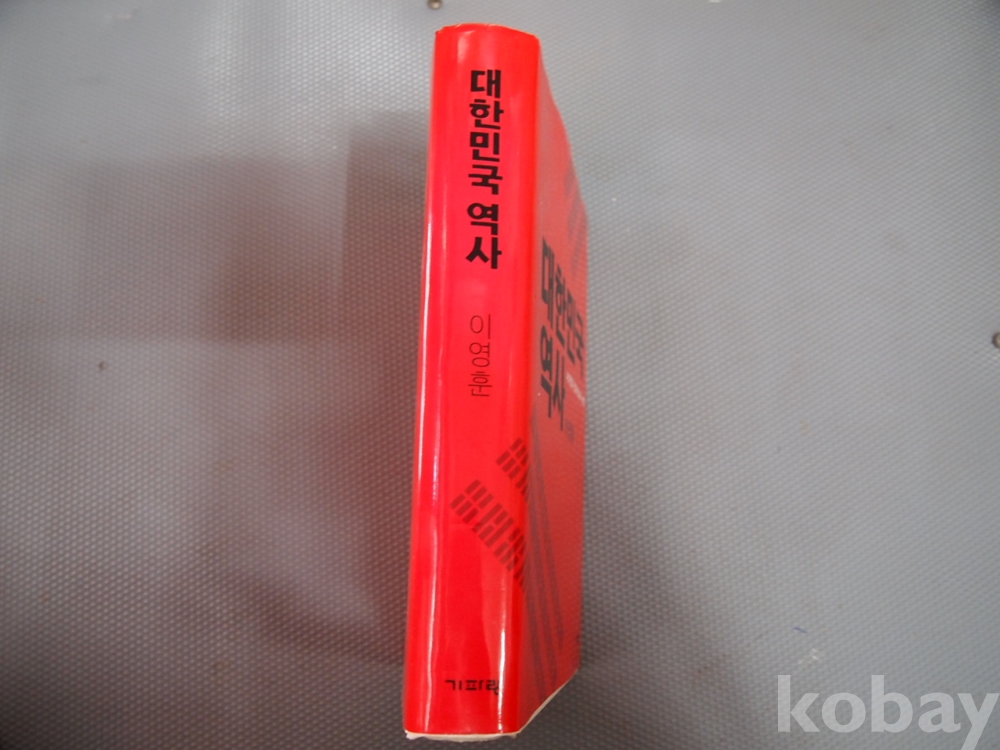 대한민국 역사
이영훈
기파랑
대한민국
역사
kobay